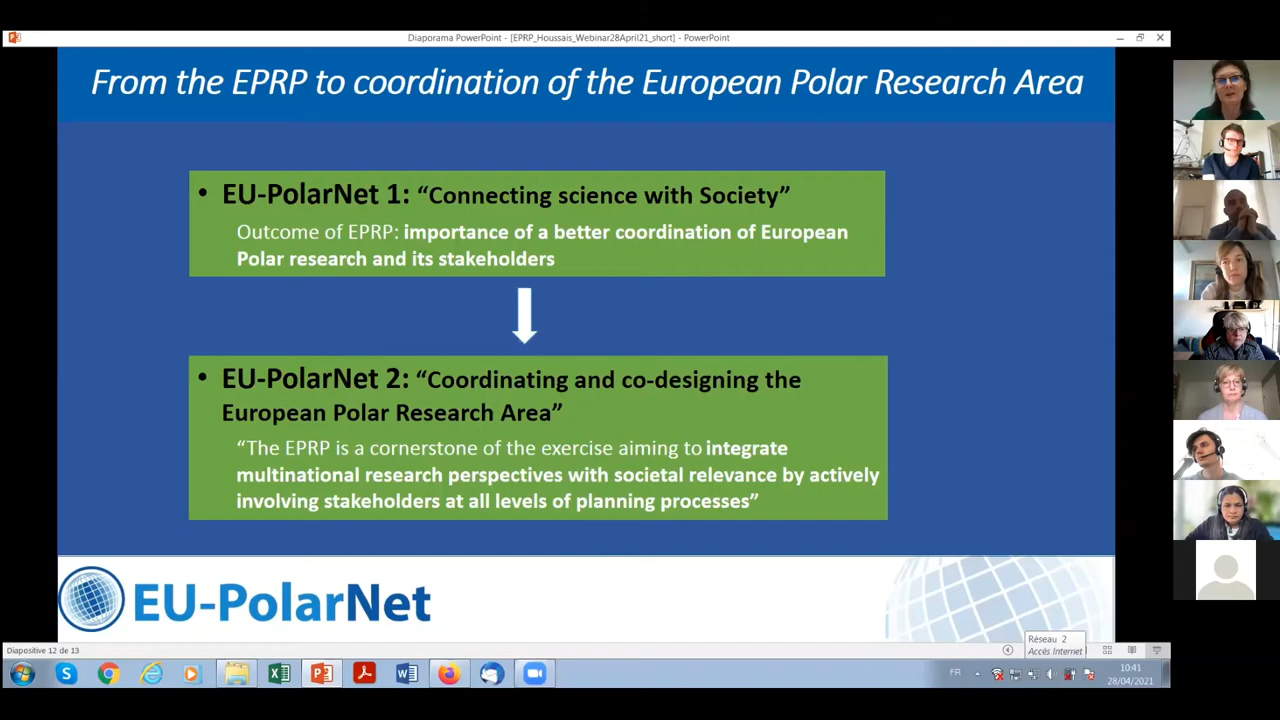 Diaporama PowerPoint - [EPRP_Houssais_Webinar28April21_short] - PowerPoint
From the EPRP to coordination of the European Polar Research Area
• EU-PolarNet 1: “Connecting science with Society”
Outcome of EPRP: importance of a better coordination of European
Polar research and its stakeholders
• EU-PolarNet 2: “Coordinating and co-designing the
European Polar Research Area”
“The EPRP is a cornerstone of the exercise aiming to integrate
multinational research perspectives with societal relevance by actively
involving stakeholders at all levels of planning processes”
EU-PolarNet
Réseau 2
Accès Internet
Diapositive 12 de 13
FR
10:41
28/04/2021